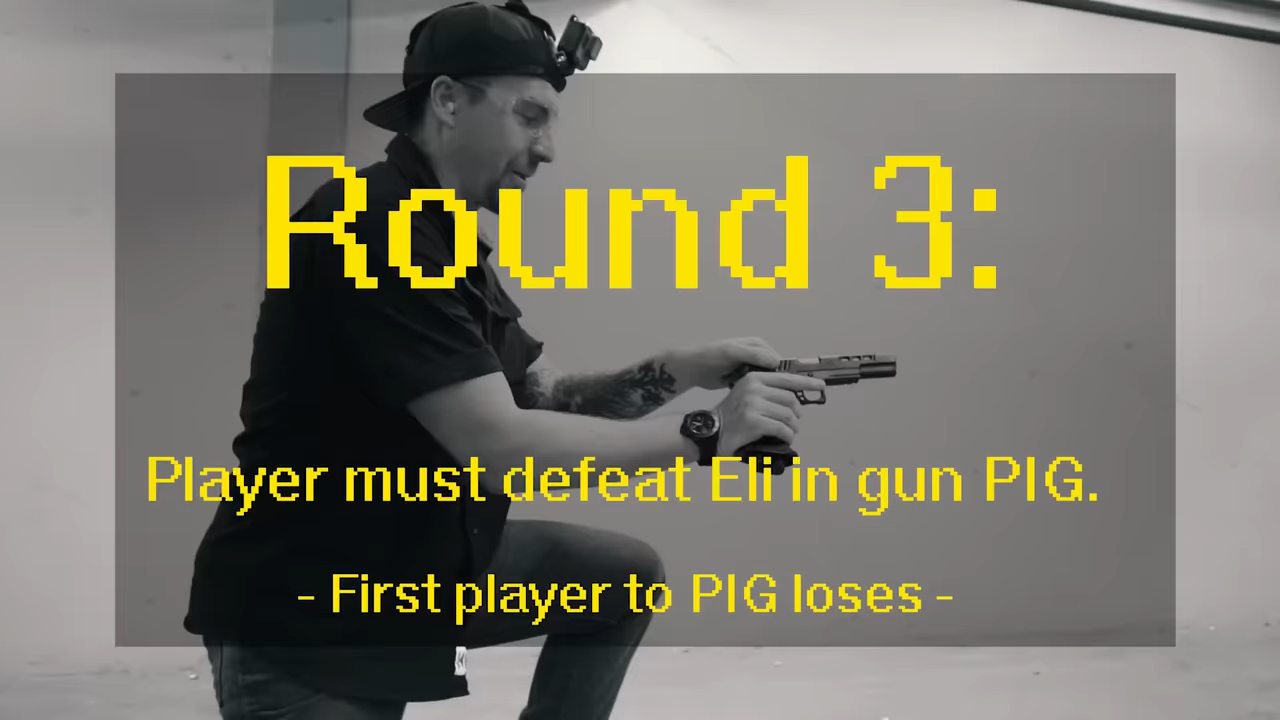 Round 3:
Player must defeat Eli in gun PIG.
- First player to PIG loses -